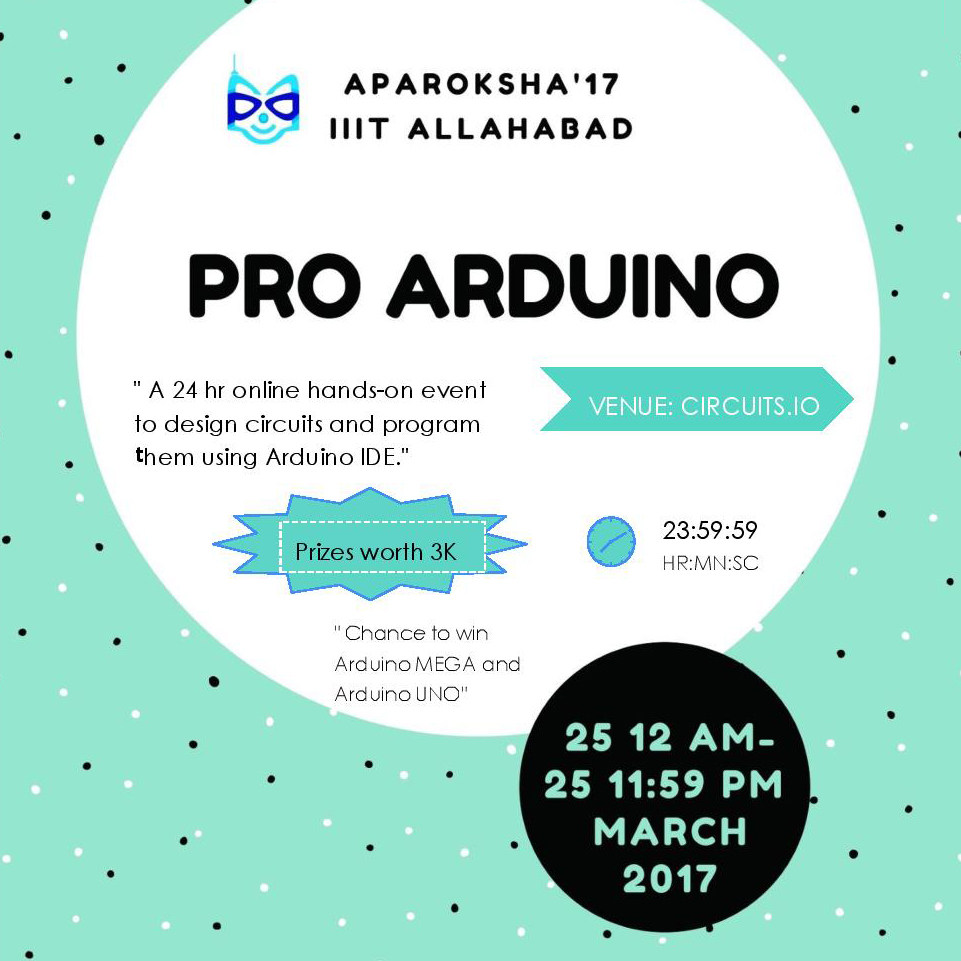 APAROKSHA'17
IIIT ALLAHABAD
PRO ARDUINO
" A 24 hr online hands-on event
to design circuits and program
them using Arduino IDE."
VENUE: CIRCUITS.IO
Prizes worth 3K
23:59:59
HR:MN:SC
"Chance to win
Arduino MEGA and
Arduino UNO"
25 12 AM-
25 11:59 PM
MARCH
2017